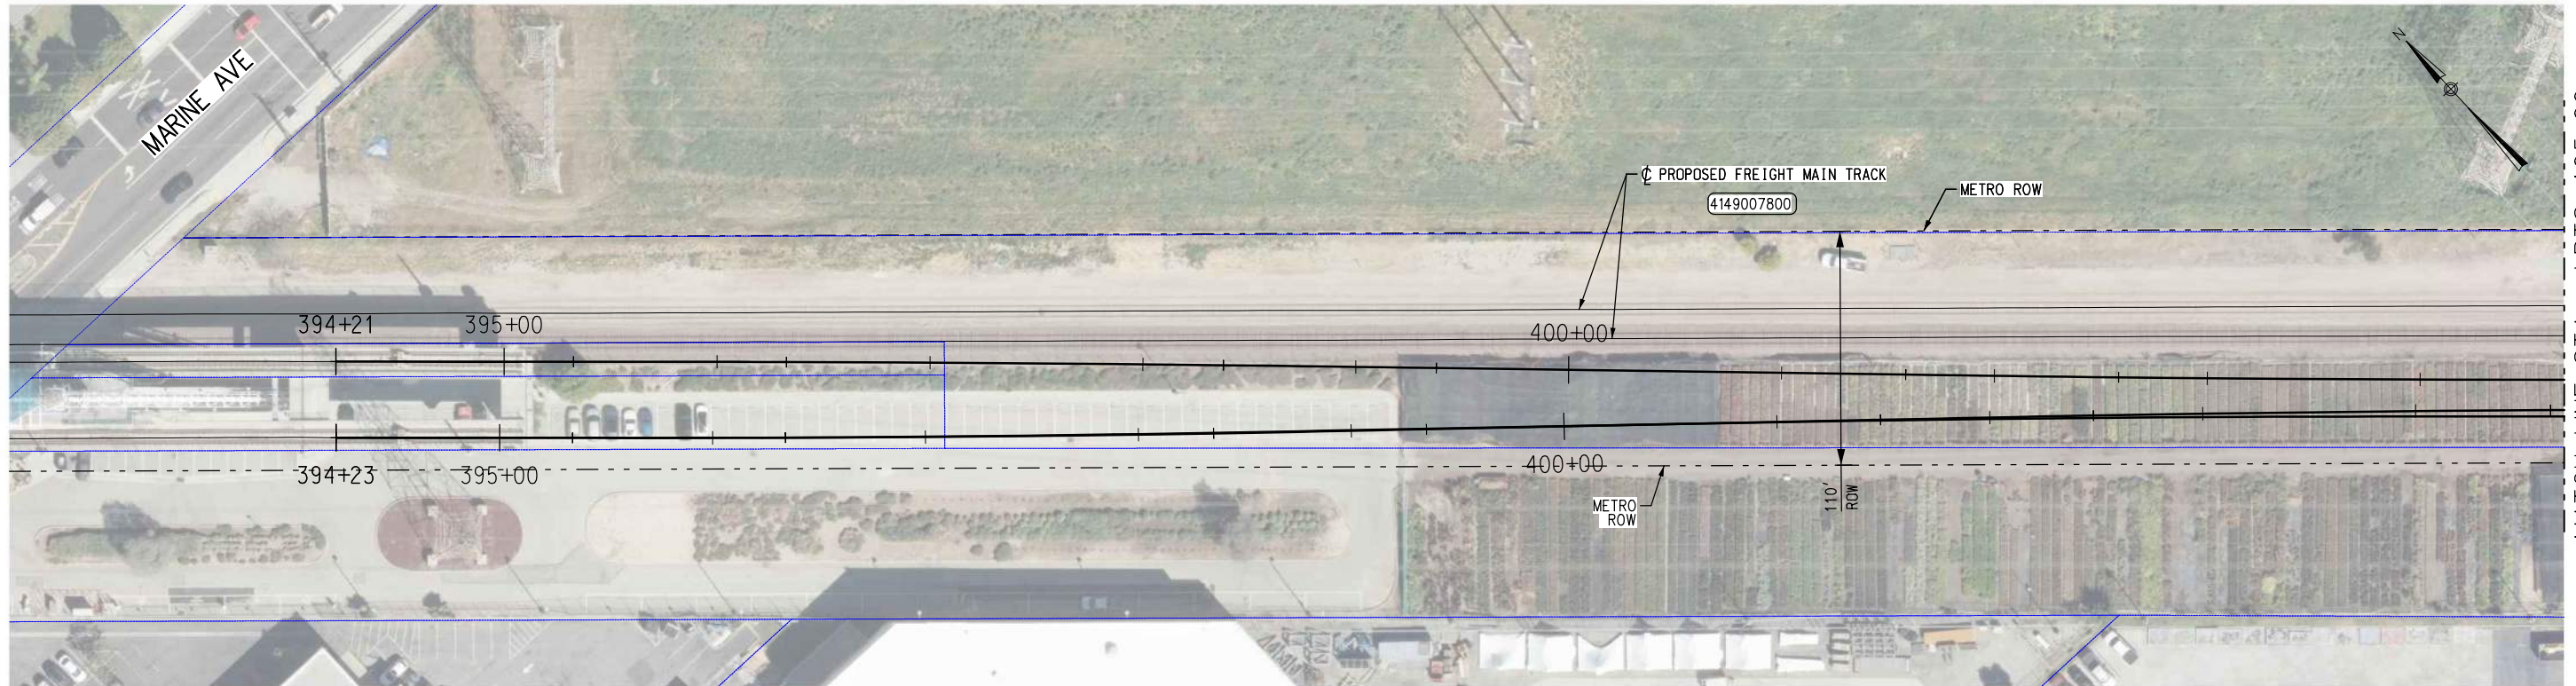 MARINE AVE
N
℄ PROPOSED FREIGHT MAIN TRACK
4149007800
METRO ROW
394+21
395+00
400+00
394+23
395+00
400+00
METRO
ROW
110'
ROW